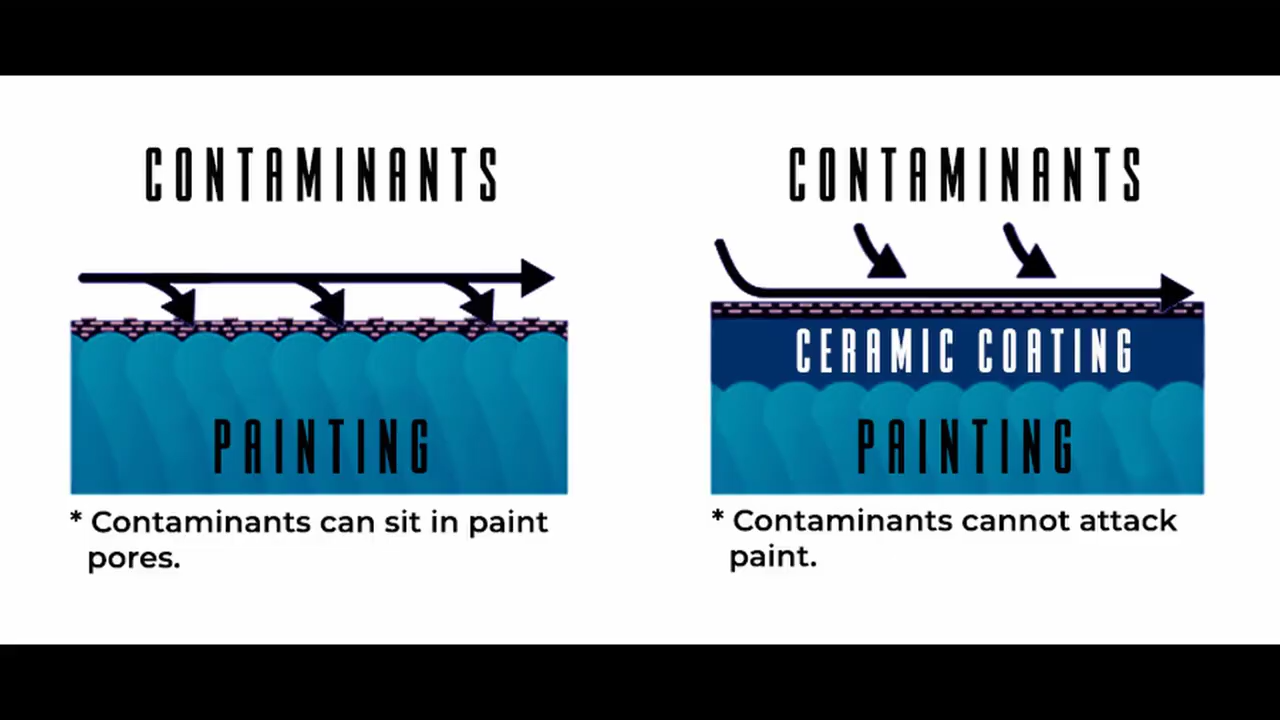 CONTAMINANTS
PAINTING
* Contaminants can sit in paint
pores.
CONTAMINANTS
CERAMIC COATING
PAINTING
* Contaminants cannot attack
paint.